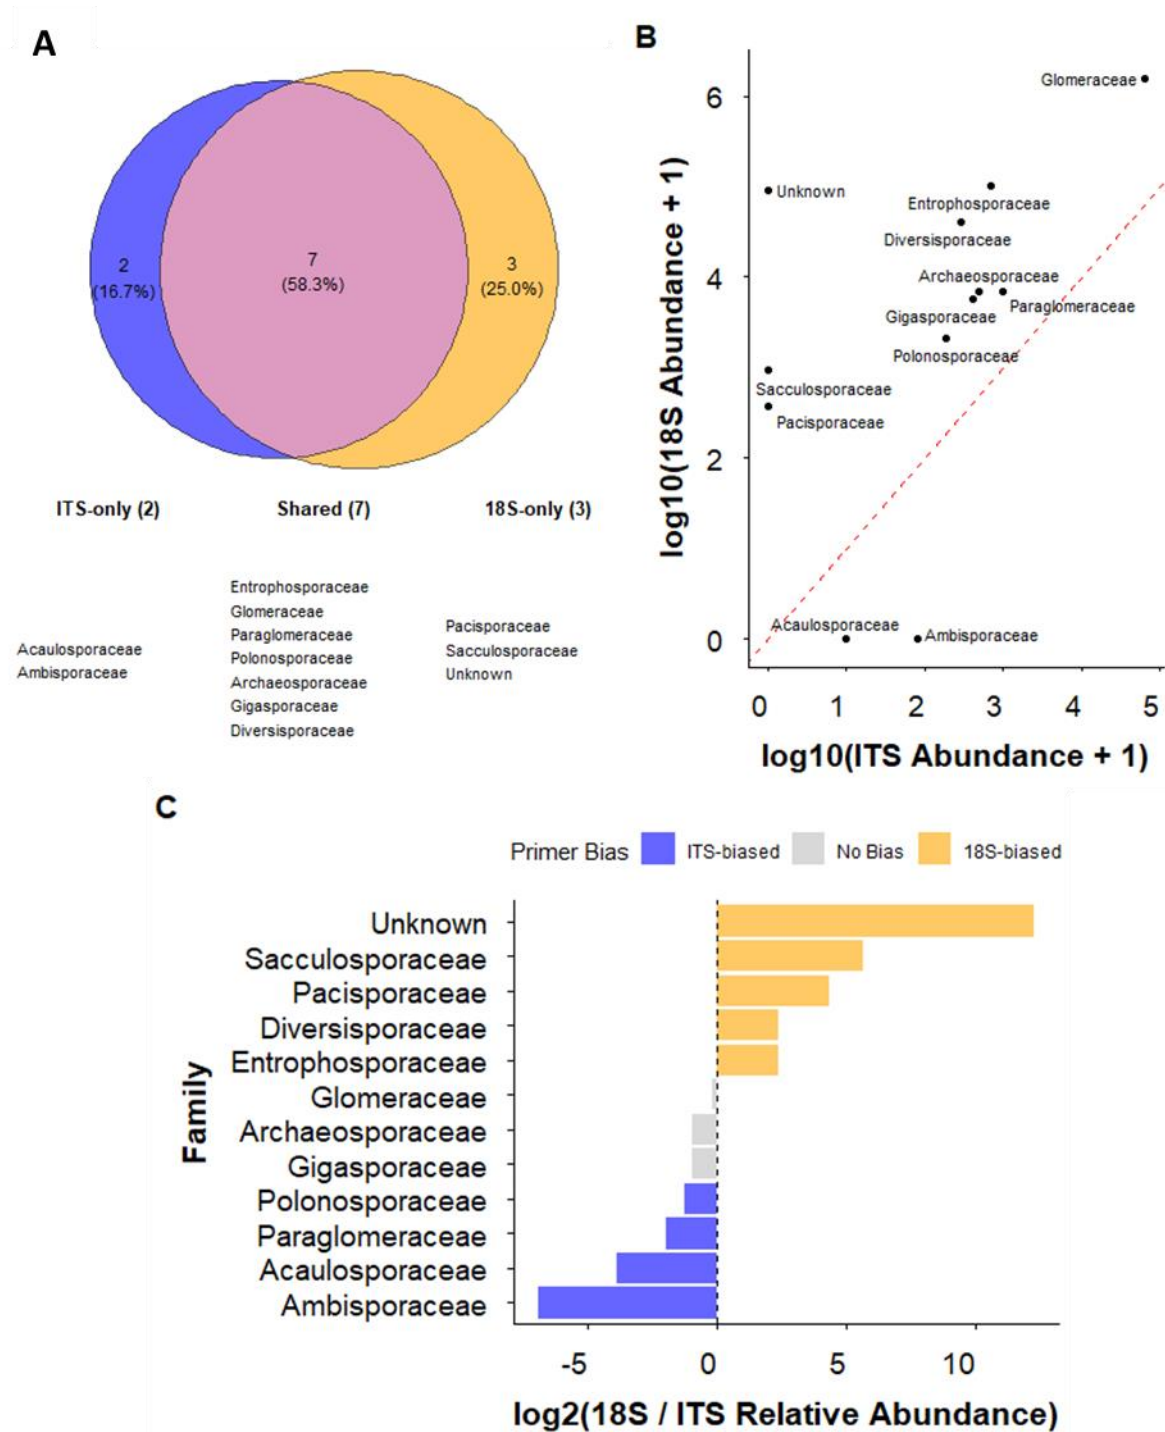 A
2
(16.7%)
7
(58.3%)
3
(25.0%)
ITS-only (2)
Shared (7)
18S-only (3)
Acaulosporaceae
Ambisporaceae
Entrophosporaceae
Glomeraceae
Paraglomeraceae
Polonosporaceae
Archaeosporaceae
Gigasporaceae
Diversisporaceae
Pacisporaceae
Sacculosporaceae
Unknown
B
log10(18S Abundance + 1)
6
4
2
0
Glomeraceae
Unknown
Entrophosporaceae
Diversisporaceae
Archaeosporaceae
Paraglomeraceae
Gigasporaceae
Polonosporaceae
Sacculosporaceae
Pacisporaceae
Acaulosporaceae
Ambisporaceae
0 1 2 3 4 5
log10(ITS Abundance + 1)
C
Primer Bias ITS-biased No Bias 18S-biased
Family
Unknown
Sacculosporaceae
Pacisporaceae
Diversisporaceae
Entrophosporaceae
Glomeraceae
Archaeosporaceae
Gigasporaceae
Polonosporaceae
Paraglomeraceae
Acaulosporaceae
Ambisporaceae
-5 0 5 10
log2(18S / ITS Relative Abundance)